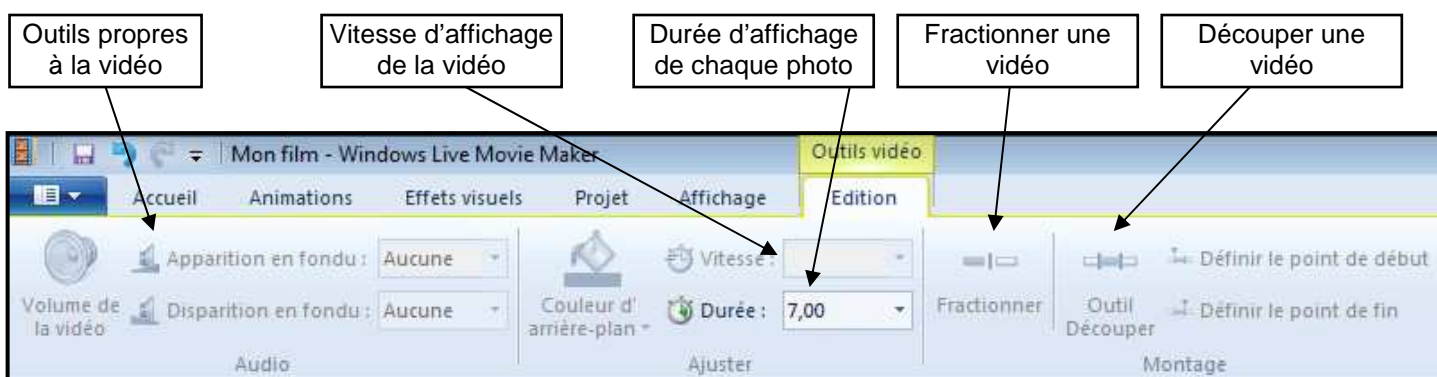 Outils propres
à la vidéo
Vitesse d’affichage
de la vidéo
Durée d’affichage
de chaque photo
Fractionner une
vidéo
Découper une
vidéo
Mon film - Windows Live Movie Maker
Outils vidéo
Accueil Animations Effets visuels Projet Affichage Edition
Volume de
la vidéo
Apparition en fondu : Aucune
Disparition en fondu : Aucune
Audio
Couleur d'
arrière-plan
Vitesse :
Durée : 7,00
Ajuster
Fractionner
Outil
Découper
Définir le point de début
Définir le point de fin
Montage